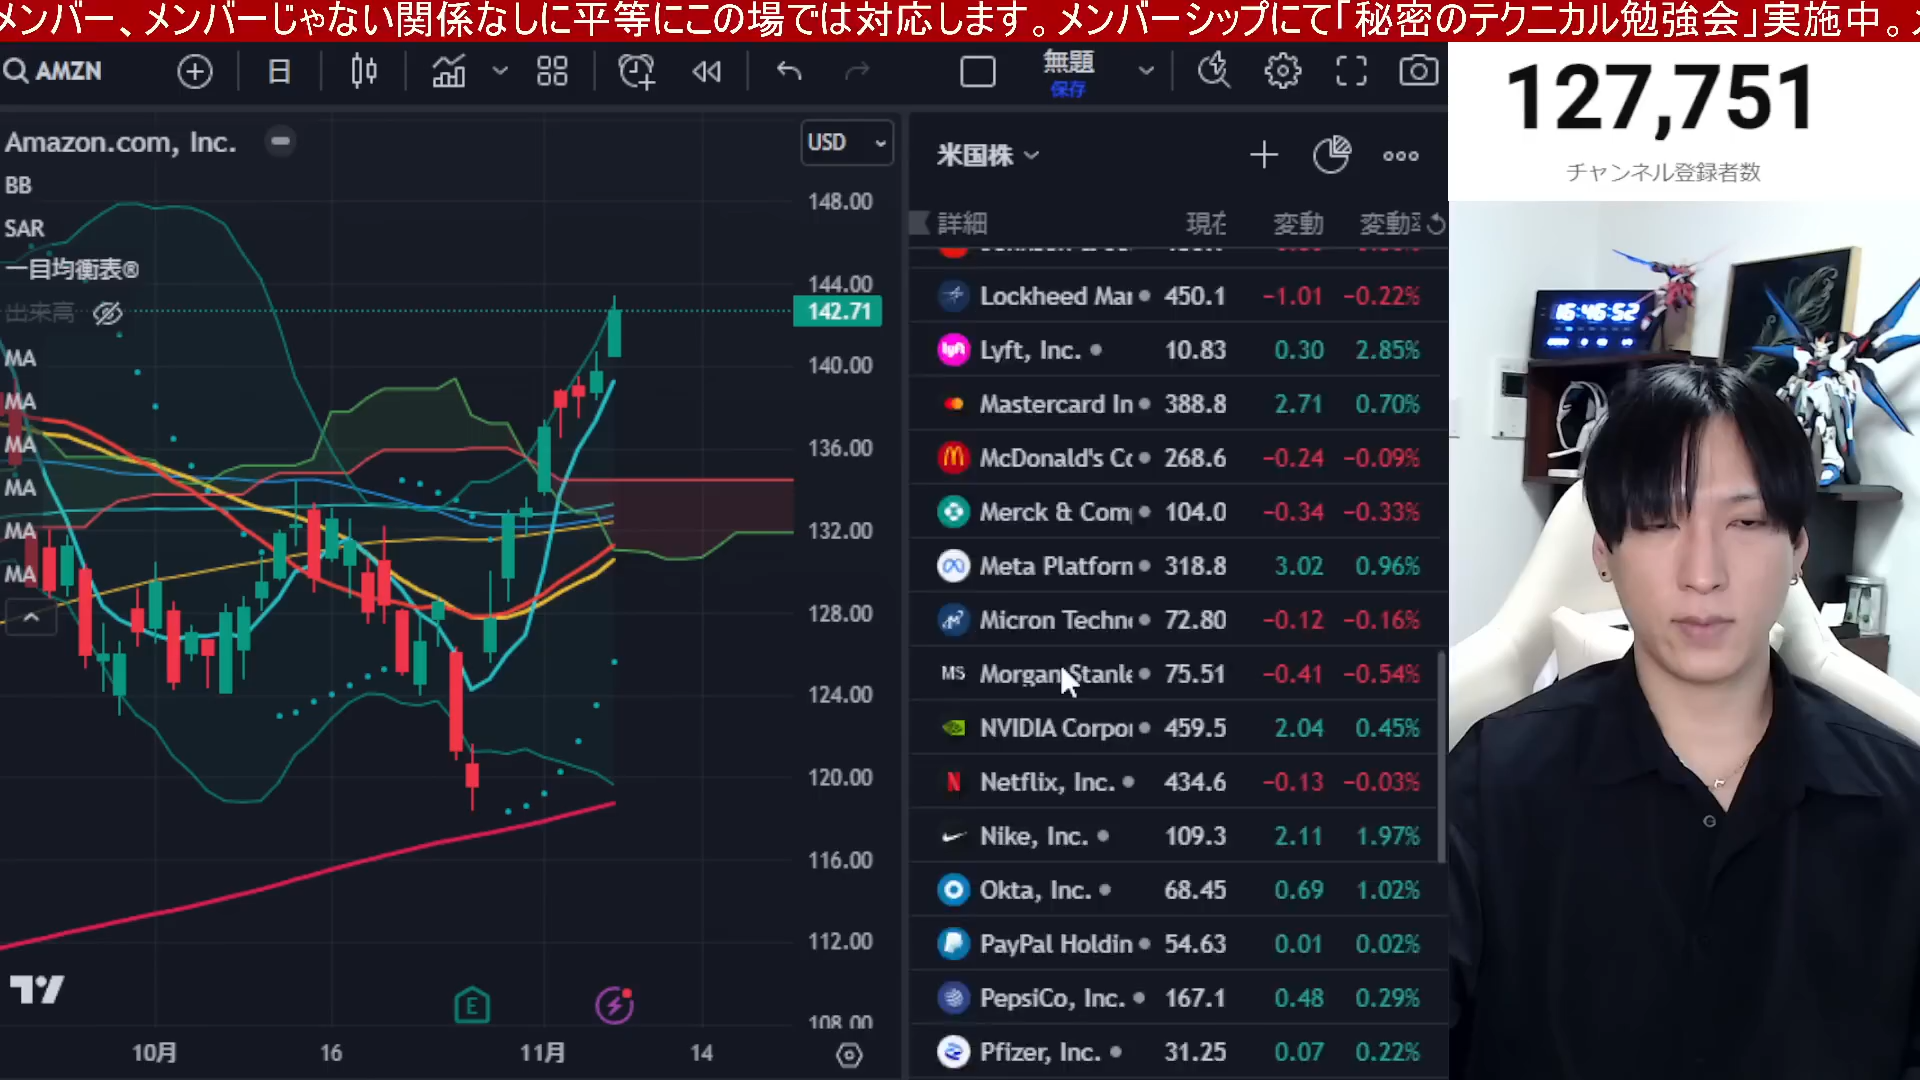 メンバー、メンバーじゃない関係なしに平等にこの場では対応します。メンバーシップにて「秘密のテクニカル勉強会」実施中。
AMZN
日
無題
保存
127,751
チャンネル登録者数
Amazon.com, Inc.
USD
BB
SAR
一目均衡表®
出来高
MA
MA
MA
MA
MA
MA
148.00
144.00
142.71
140.00
136.00
132.00
128.00
124.00
120.00
116.00
112.00
108.00
10月
16
11月
14
E
米国株
詳細 現在 変動 変動
Lockheed Mar 450.1 −1.01 −0.22%
lyft Lyft, Inc. 10.83 0.30 2.85%
Mastercard In 388.8 2.71 0.70%
McDonald's Co 268.6 −0.24 −0.09%
Merck & Com 104.0 −0.34 −0.33%
Meta Platform 318.8 3.02 0.96%
Micron Techn 72.80 −0.12 −0.16%
MS Morgan Stanle 75.51 −0.41 −0.54%
NVIDIA Corpor 459.5 2.04 0.45%
Netflix, Inc. 434.6 −0.13 −0.03%
Nike, Inc. 109.3 2.11 1.97%
Okta, Inc. 68.45 0.69 1.02%
PayPal Holdin 54.63 0.01 0.02%
PepsiCo, Inc. 167.1 0.48 0.29%
Pfizer, Inc. 31.25 0.07 0.22%
16:46:52